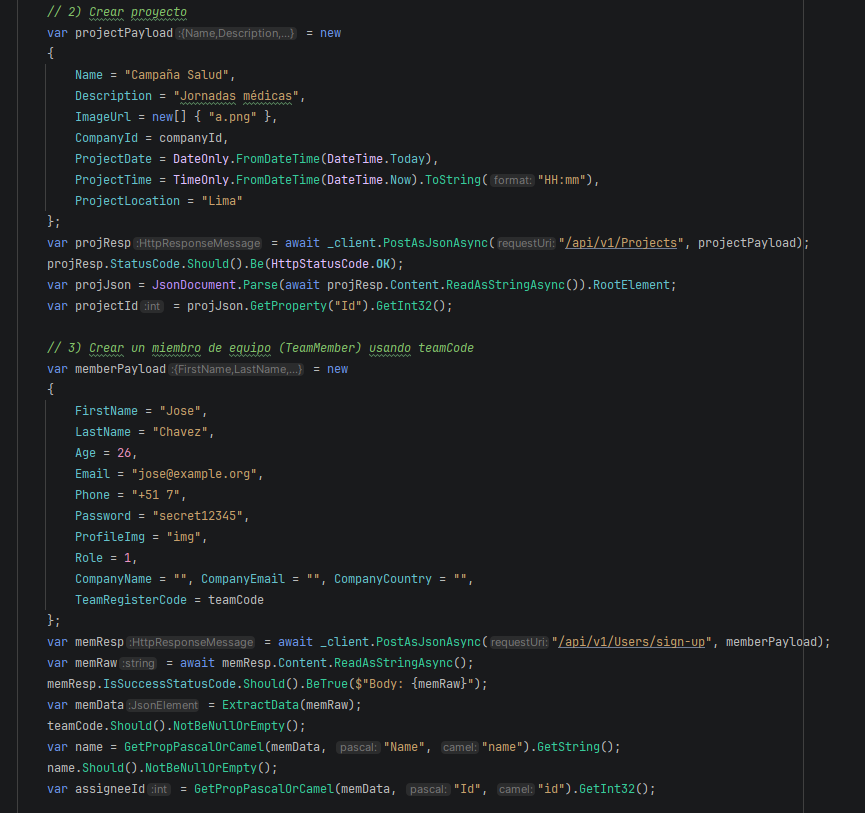 // 2) Crear proyecto
var projectPayload :{Name,Description,...} = new
{
Name = "Campaña Salud",
Description = "Jornadas médicas",
ImageUrl = new[] { "a.png" },
CompanyId = companyId,
ProjectDate = DateOnly.FromDateTime(DateTime.Today),
ProjectTime = TimeOnly.FromDateTime(DateTime.Now).ToString( format: "HH:mm"),
ProjectLocation = "Lima"
};
var projResp :HttpResponseMessage = await _client.PostAsJsonAsync( requestUri: "/api/v1/Projects", projectPayload);
projResp.StatusCode.Should().Be(HttpStatusCode.OK);
var projJson = JsonDocument.Parse(await projResp.Content.ReadAsStringAsync()).RootElement;
var projectId :int = projJson.GetProperty("Id").GetInt32();
// 3) Crear un miembro de equipo (TeamMember) usando teamCode
var memberPayload :{FirstName,LastName,...} = new
{
FirstName = "Jose",
LastName = "Chavez",
Age = 26,
Email = "jose@example.org",
Phone = "+51 7",
Password = "secret12345",
ProfileImg = "img",
Role = 1,
CompanyName = "", CompanyEmail = "", CompanyCountry = "",
TeamRegisterCode = teamCode
};
var memResp :HttpResponseMessage = await _client.PostAsJsonAsync( requestUri: "/api/v1/Users/sign-up", memberPayload);
var memRaw :string = await memResp.Content.ReadAsStringAsync();
memResp.IsSuccessStatusCode.Should().BeTrue($"Body: {memRaw}");
var memData :JsonElement = ExtractData(memRaw);
teamCode.Should().NotBeNullOrEmpty();
var name = GetPropPascalOrCamel(memData, pascal: "Name", camel: "name").GetString();
name.Should().NotBeNullOrEmpty();
var assigneeId :int = GetPropPascalOrCamel(memData, pascal: "Id", camel: "id").GetInt32();